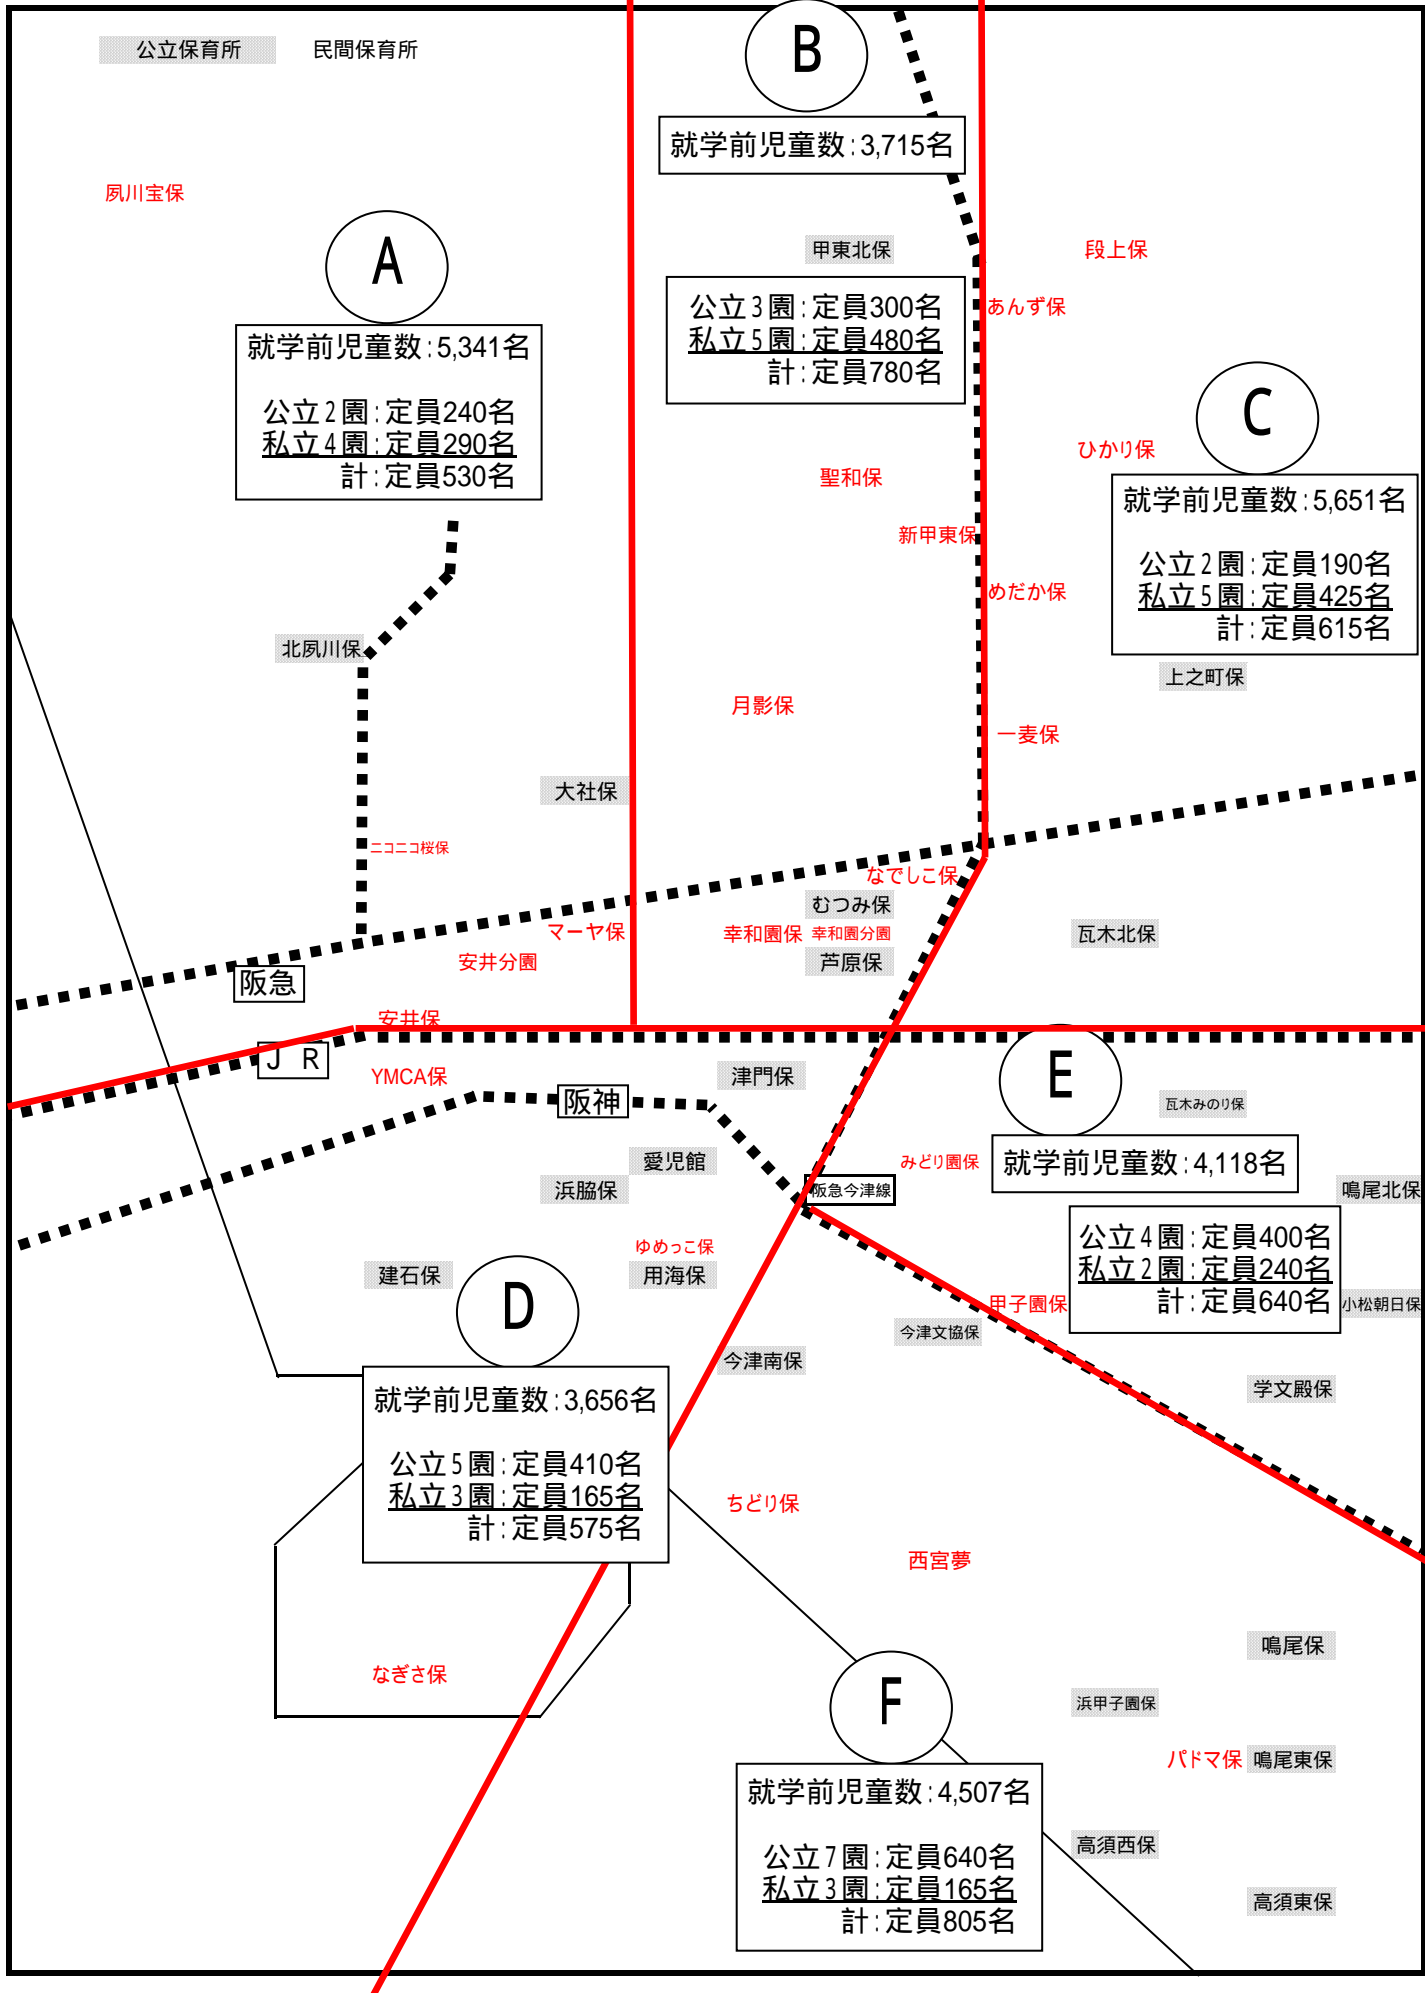 公立保育所　民間保育所
B
就学前児童数:3,715名
夙川宝保
A
甲東北保
段上保
公立3園:定員300名
私立5園:定員480名
計:定員780名
あんず保
就学前児童数:5,341名
公立2園:定員240名
私立4園:定員290名
計:定員530名
C
ひかり保
聖和保
就学前児童数:5,651名
公立2園:定員190名
私立5園:定員425名
計:定員615名
新甲東保
めだか保
北夙川保
上之町保
月影保
一麦保
大社保
ニコニコ桜保
なでしこ保
むつみ保
マーヤ保
幸和園保
幸和園分園
瓦木北保
安井分園
芦原保
阪急
安井保
JR
YMCA保
津門保
E
阪神
瓦木みのり保
愛児館
みどり園保
就学前児童数:4,118名
浜脇保
阪急今津線
鳴尾北保
公立4園:定員400名
私立2園:定員240名
計:定員640名
ゆめっこ保
建石保
用海保
D
甲子園保
小松朝日保
今津文協保
今津南保
学文殿保
就学前児童数:3,656名
公立5園:定員410名
私立3園:定員165名
計:定員575名
ちどり保
西宮夢
鳴尾保
なぎさ保
F
浜甲子園保
パドマ保
鳴尾東保
就学前児童数:4,507名
公立7園:定員640名
私立3園:定員165名
計:定員805名
高須西保
高須東保